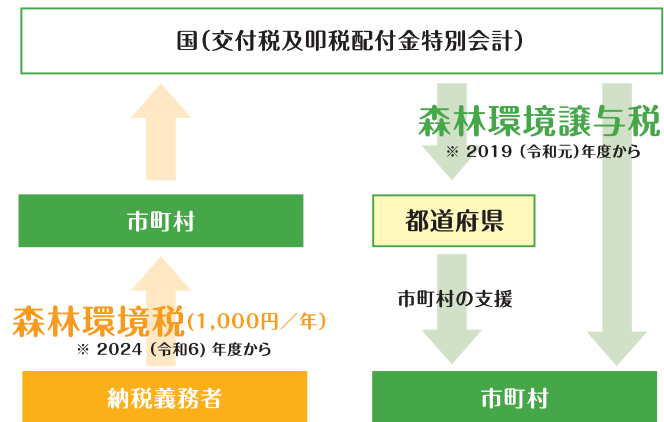 国(交付税及叩税配付金特別会計)
森林環境譲与税
※ 2019 (令和元)年度から
市町村
都道府県
市町村の支援
森林環境税(1,000円／年)
※ 2024 (令和6) 年度から
納税義務者
市町村